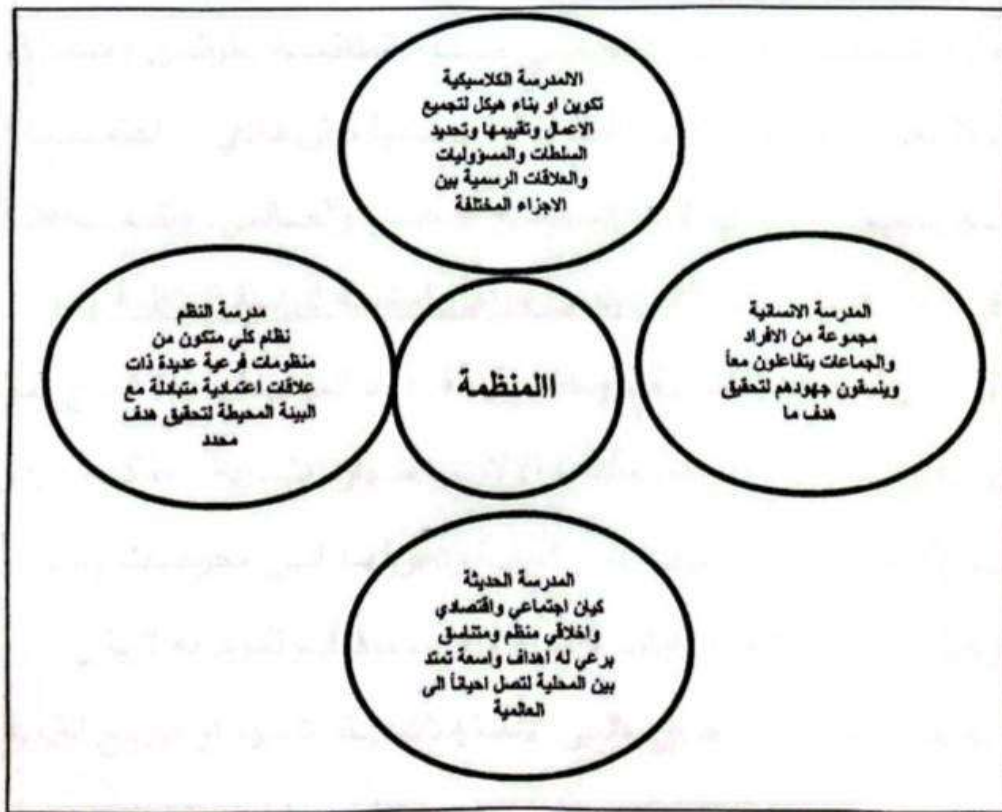 الالمدرسة الكلاسيكية
تكوين او بناء هيكل لتجميع
الاعمال وتقييمها وتحديد
السلطات والمسؤوليات
والعلاقات الرسمية بين
الاجزاء المختلفة
المدرسة الانسانية
مجموعة من الافراد
والجماعات يتفاعلون معاً
وينسقون جهودهم لتحقيق
هدف ما
االمنظمة
مدرسة النظم
نظام كلي متكون من
منظومات فرعية عديدة ذات
علاقات اعتمادية متبادلة مع
البيئة المحيطة لتحقيق هدف
محدد
المدرسة الحديثة
كيان اجتماعي واقتصادي
واخلاقي منظم ومتناسق
يرعي له اهداف واسعة تمتد
بين المحلية لتصل احياناً الى
العالمية